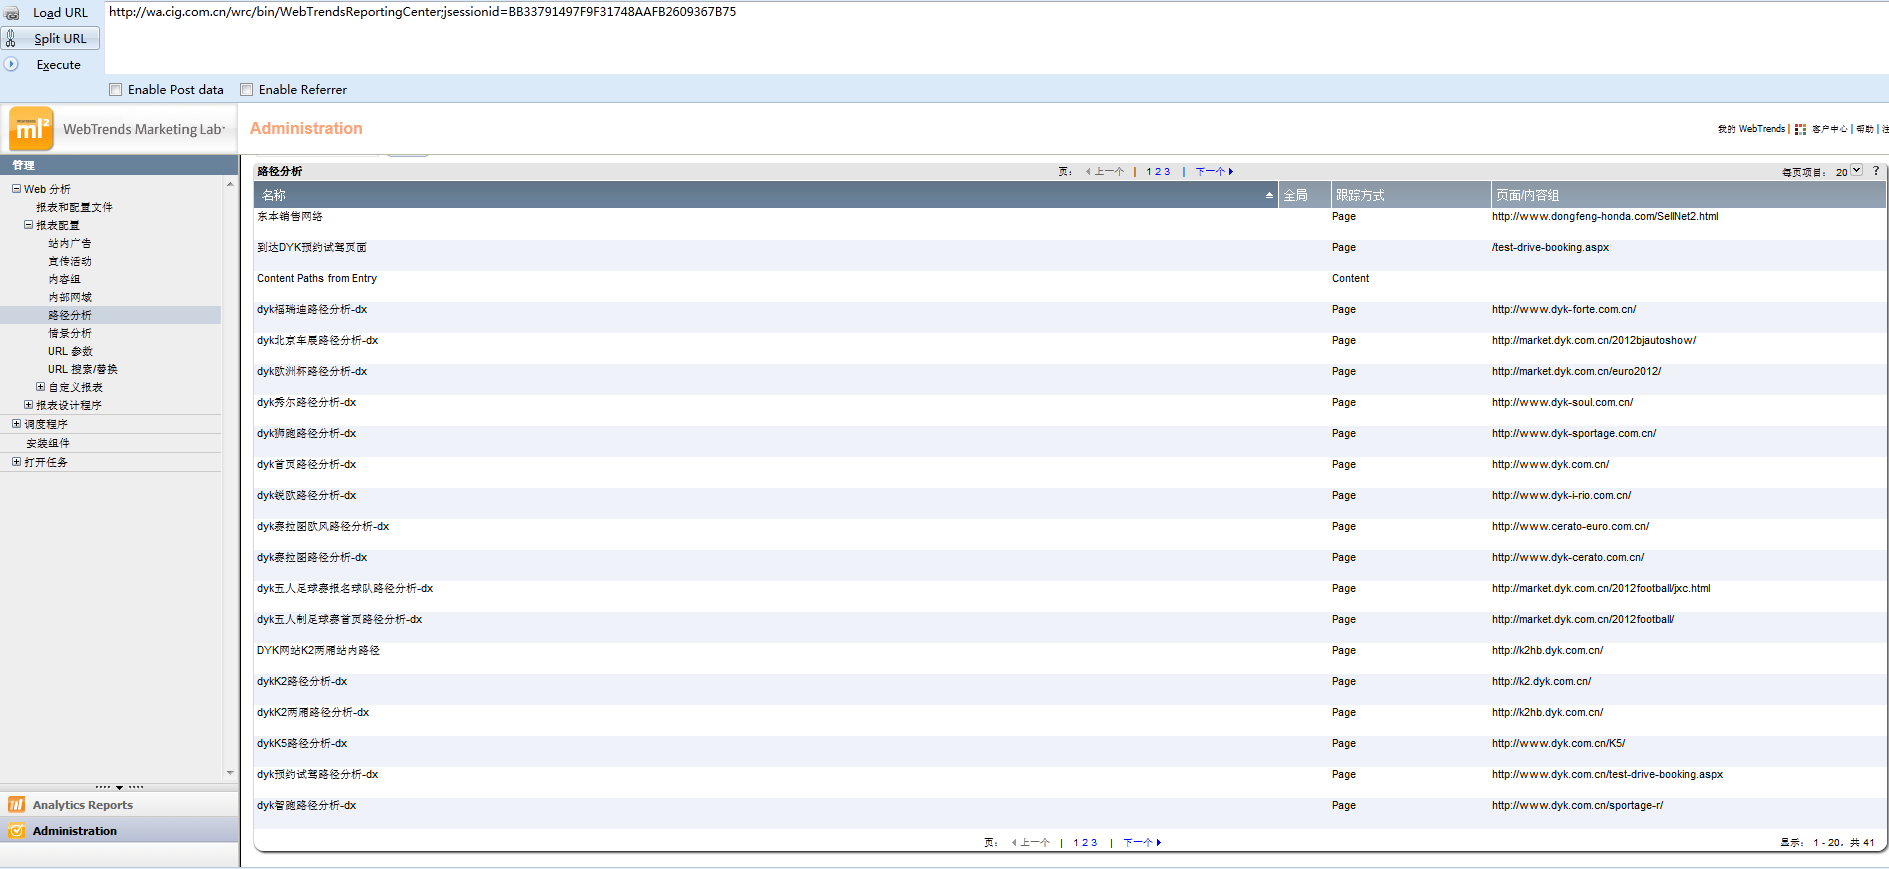 Load URL
http://wa.cig.com.cn/wrc/bin/WebTrendsReportingCenter;jsessionid=BB33791497F9F31748AAFB2609367B75
Split URL
Execute
Enable Post data
Enable Referrer
ml2
WebTrends Marketing Lab
Administration
我的 WebTrends | 客户中心 | 帮助 | 注
管理
Web 分析
报表和配置文件
报表配置
站内广告
宣传活动
内容组
内部网域
路径分析
情景分析
URL 参数
URL 搜索/替换
自定义报表
报表设计程序
调度程序
安装组件
打开任务
Analytics Reports
Administration
路径分析 页: 上一个 | 1 2 3 | 下一个 每页项目: 20 ?
名称 全局 跟踪方式 页面/内容组
东本销售网络 Page http://www.dongfeng-honda.com/SellNet2.html
到达DYK预约试驾页面 Page /test-drive-booking.aspx
Content Paths from Entry Content
dyk福瑞迪路径分析-dx Page http://www.dyk-forte.com.cn/
dyk北京车展路径分析-dx Page http://market.dyk.com.cn/2012bjautoshow/
dyk欧洲杯路径分析-dx Page http://market.dyk.com.cn/euro2012/
dyk秀尔路径分析-dx Page http://www.dyk-soul.com.cn/
dyk狮跑路径分析-dx Page http://www.dyk-sportage.com.cn/
dyk首页路径分析-dx Page http://www.dyk.com.cn/
dyk锐欧路径分析-dx Page http://www.dyk-i-rio.com.cn/
dyk赛拉图欧风路径分析-dx Page http://www.cerato-euro.com.cn/
dyk赛拉图路径分析-dx Page http://www.dyk-cerato.com.cn/
dyk五人足球赛报名球队路径分析-dx Page http://market.dyk.com.cn/2012football/jxc.html
dyk五人制足球赛首页路径分析-dx Page http://market.dyk.com.cn/2012football/
DYK网站K2两厢站内路径 Page http://k2hb.dyk.com.cn/
dykK2路径分析-dx Page http://k2.dyk.com.cn/
dykK2两厢路径分析-dx Page http://k2hb.dyk.com.cn/
dykK5路径分析-dx Page http://www.dyk.com.cn/K5/
dyk预约试驾路径分析-dx Page http://www.dyk.com.cn/test-drive-booking.aspx
dyk智跑路径分析-dx Page http://www.dyk.com.cn/sportage-r/
页: 上一个 | 1 2 3 | 下一个 显示: 1 - 20, 共 41